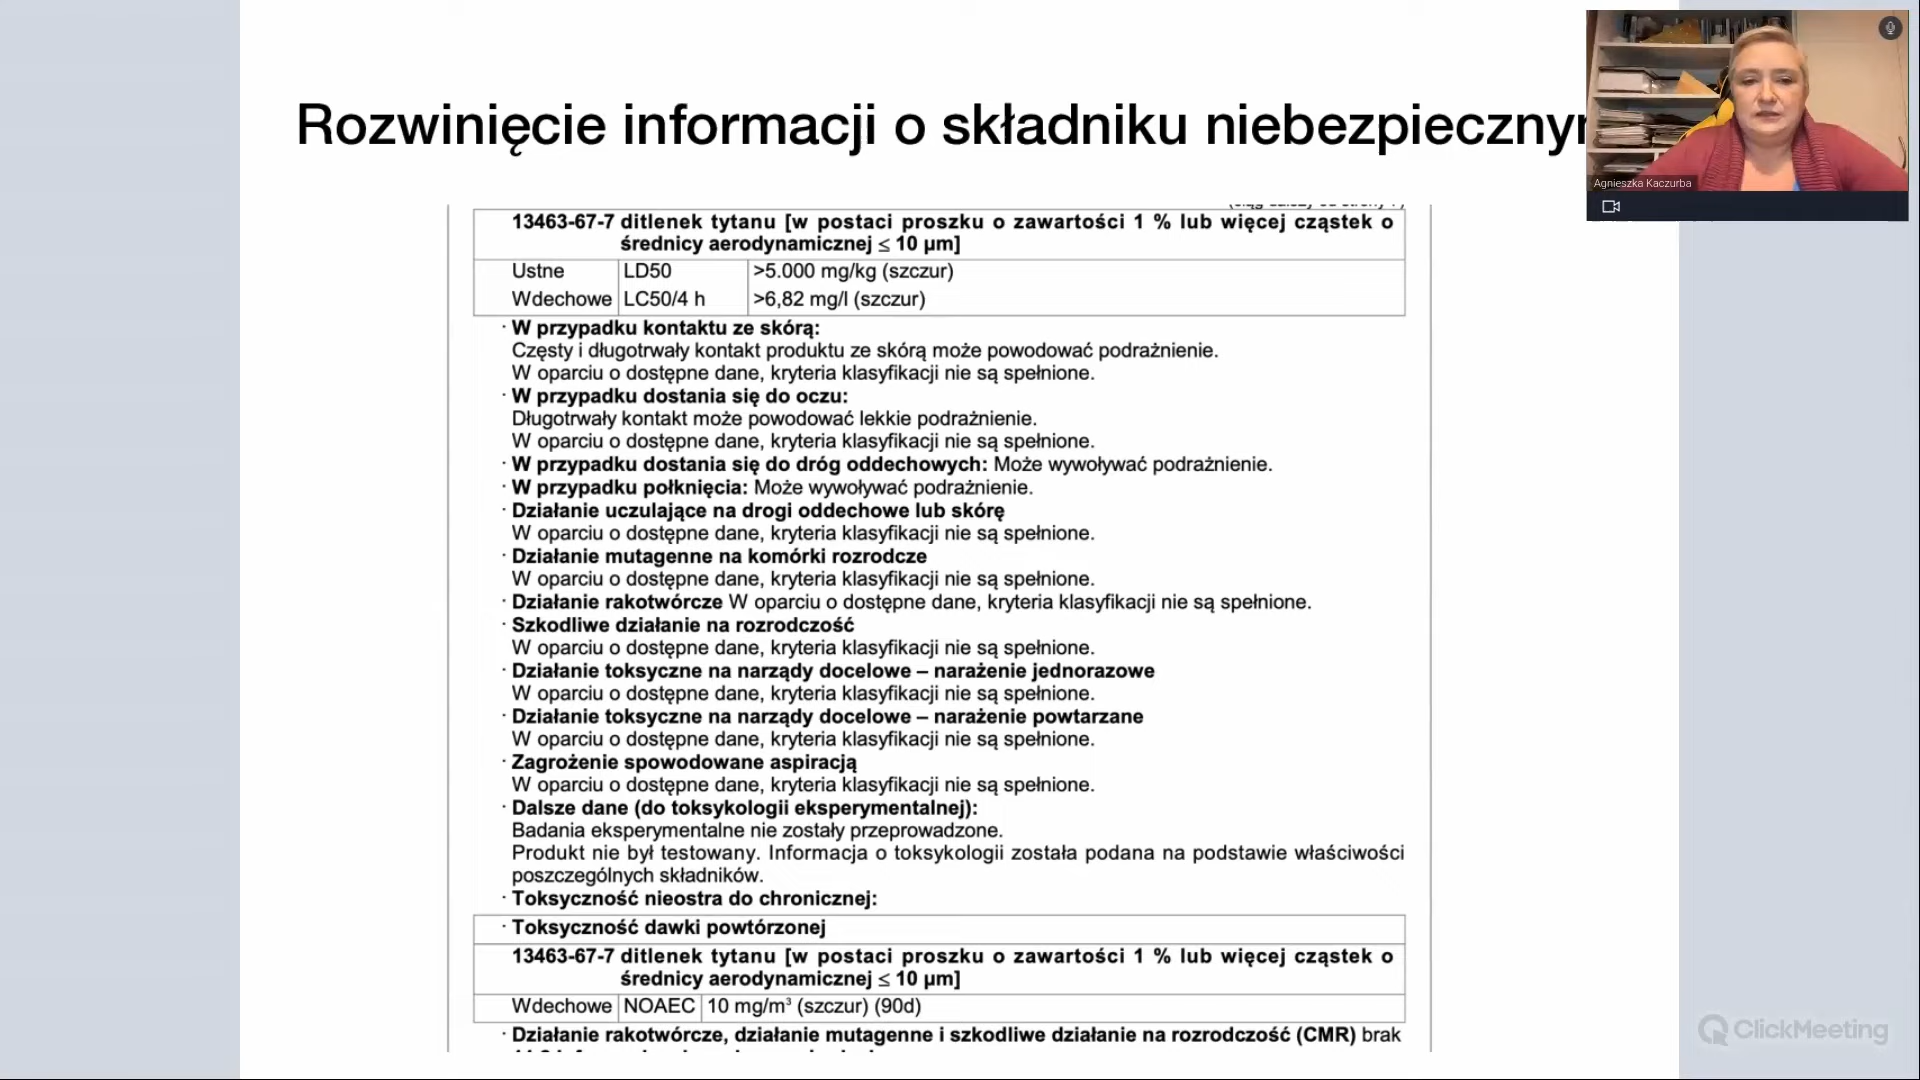 Rozwinięcie informacji o składniku
Agnieszka Kaczurba
13463-67-7 ditlenek tytanu [w postaci proszku o zawartości 1 % lub więcej cząstek o
średnicy aerodynamicznej ≤ 10 µm]
Ustne LD50 >5.000 mg/kg (szczur)
Wdechowe LC50/4 h >6,82 mg/l (szczur)
· W przypadku kontaktu ze skórą:
Częsty i długotrwały kontakt produktu ze skórą może powodować podrażnienie.
W oparciu o dostępne dane, kryteria klasyfikacji nie są spełnione.
· W przypadku dostania się do oczu:
Długotrwały kontakt może powodować lekkie podrażnienie.
W oparciu o dostępne dane, kryteria klasyfikacji nie są spełnione.
· W przypadku dostania się do dróg oddechowych: Może wywoływać podrażnienie.
· W przypadku połknięcia: Może wywoływać podrażnienie.
· Działanie uczulające na drogi oddechowe lub skórę
W oparciu o dostępne dane, kryteria klasyfikacji nie są spełnione.
· Działanie mutagenne na komórki rozrodcze
W oparciu o dostępne dane, kryteria klasyfikacji nie są spełnione.
· Działanie rakotwórcze W oparciu o dostępne dane, kryteria klasyfikacji nie są spełnione.
· Szkodliwe działanie na rozrodczość
W oparciu o dostępne dane, kryteria klasyfikacji nie są spełnione.
· Działanie toksyczne na narządy docelowe – narażenie jednorazowe
W oparciu o dostępne dane, kryteria klasyfikacji nie są spełnione.
· Działanie toksyczne na narządy docelowe – narażenie powtarzane
W oparciu o dostępne dane, kryteria klasyfikacji nie są spełnione.
· Zagrożenie spowodowane aspiracją
W oparciu o dostępne dane, kryteria klasyfikacji nie są spełnione.
· Dalsze dane (do toksykologii eksperymentalnej):
Badania eksperymentalne nie zostały przeprowadzone.
Produkt nie był testowany. Informacja o toksykologii została podana na podstawie właściwości
poszczególnych składników.
· Toksyczność nieostra do chronicznej:
· Toksyczność dawki powtórzonej
13463-67-7 ditlenek tytanu [w postaci proszku o zawartości 1 % lub więcej cząstek o
średnicy aerodynamicznej ≤ 10 µm]
Wdechowe NOAEC 10 mg/m³ (szczur) (90d)
· Działanie rakotwórcze, działanie mutagenne i szkodliwe działanie na rozrodczość (CMR) brak
ClickMeeting